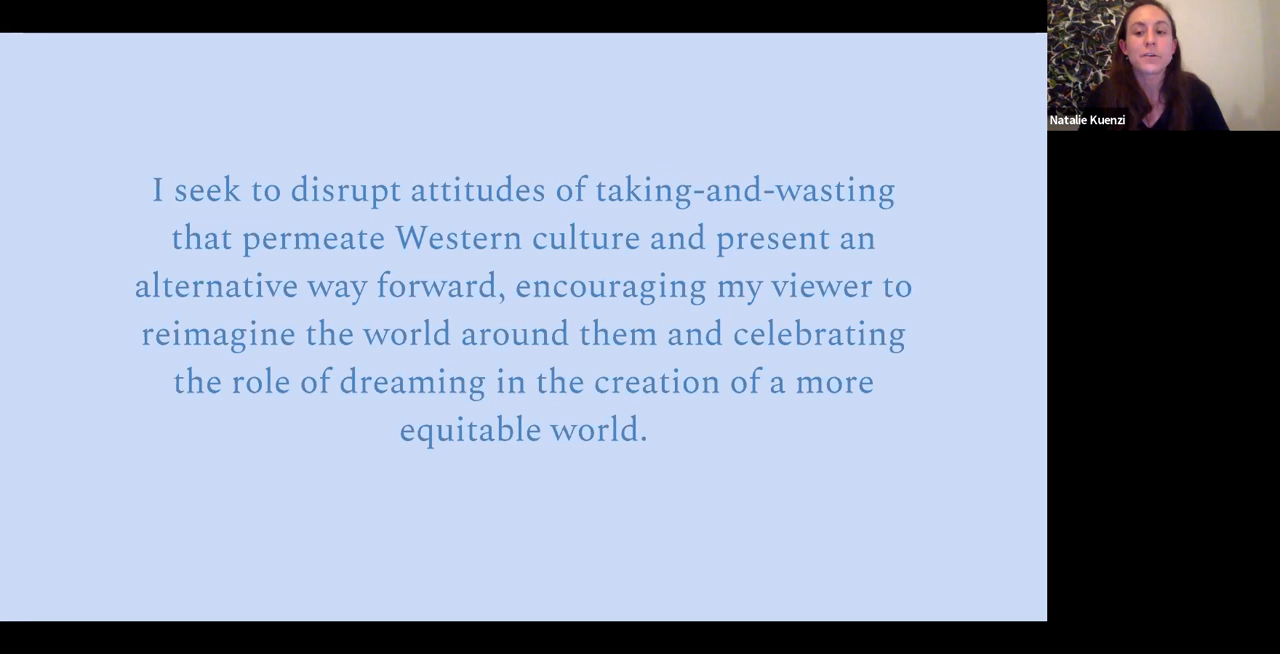 I seek to disrupt attitudes of taking-and-wasting
that permeate Western culture and present an
alternative way forward, encouraging my viewer to
reimagine the world around them and celebrating
the role of dreaming in the creation of a more
equitable world.
Natalie Kuenzi